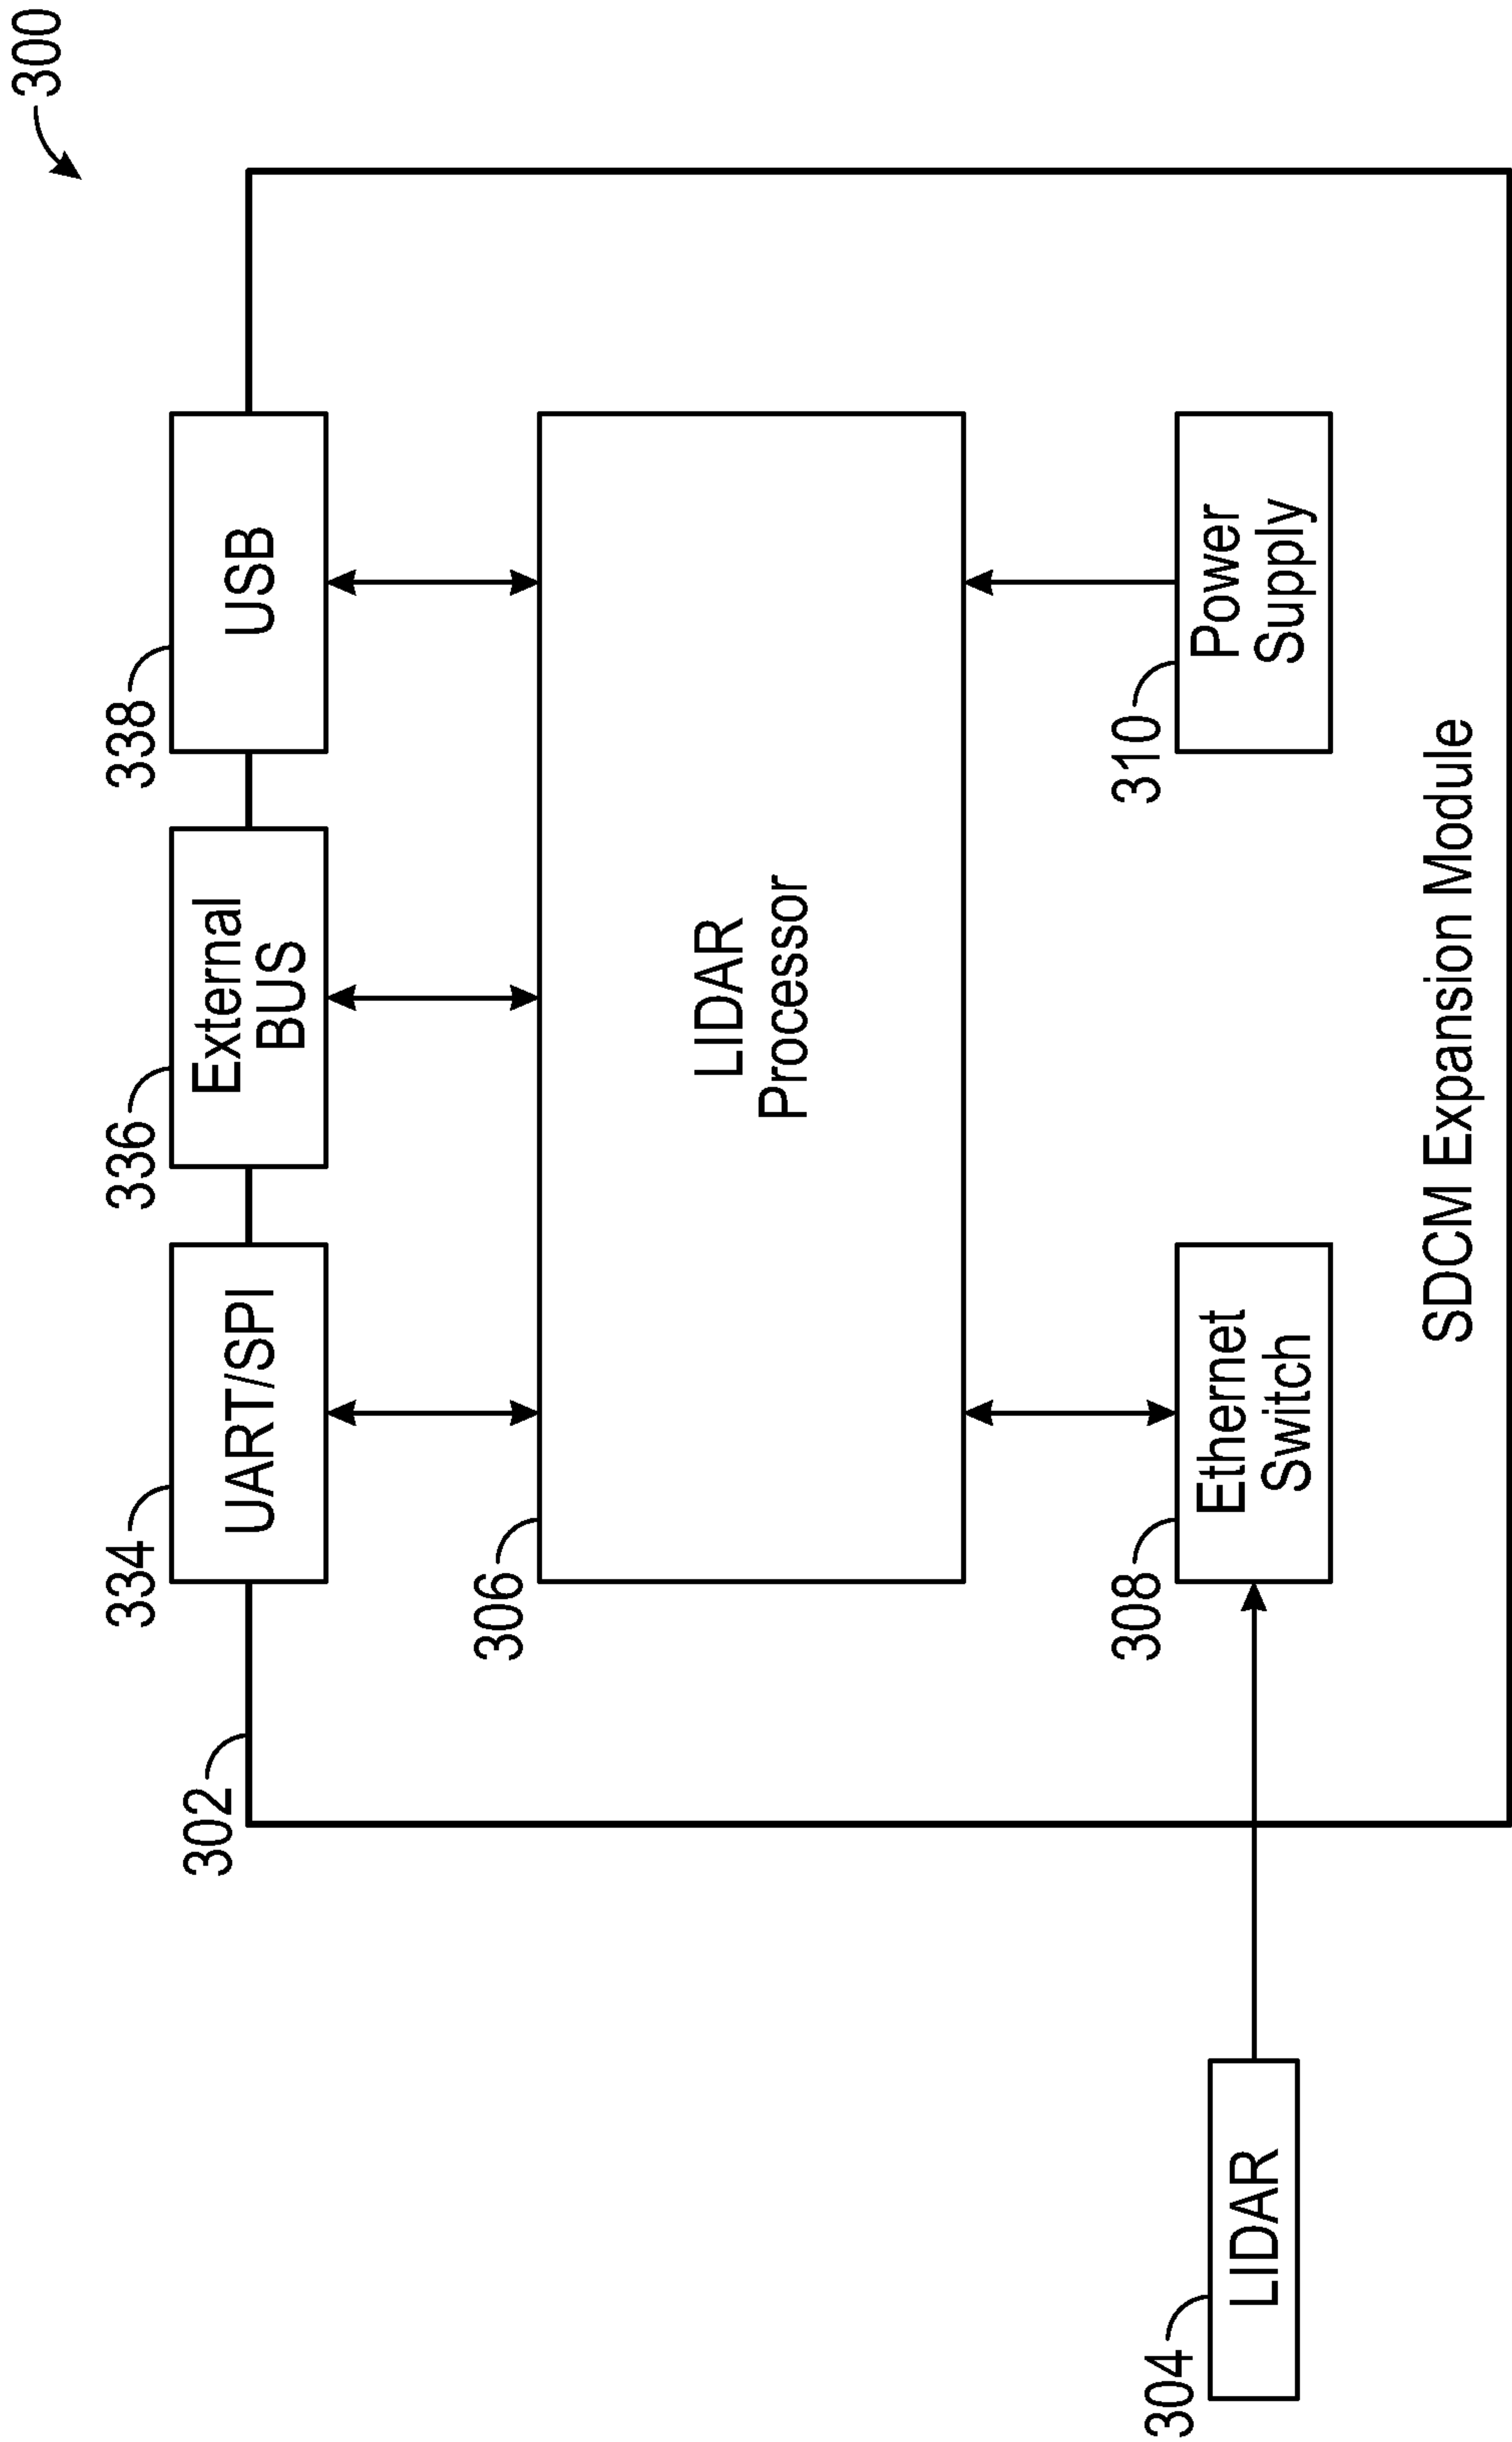 300
334
336
338
UART/SPI
External
BUS
USB
302
306
LIDAR
Processor
308
310
Ethernet
Switch
Power
Supply
304
LIDAR
SDCM Expansion Module